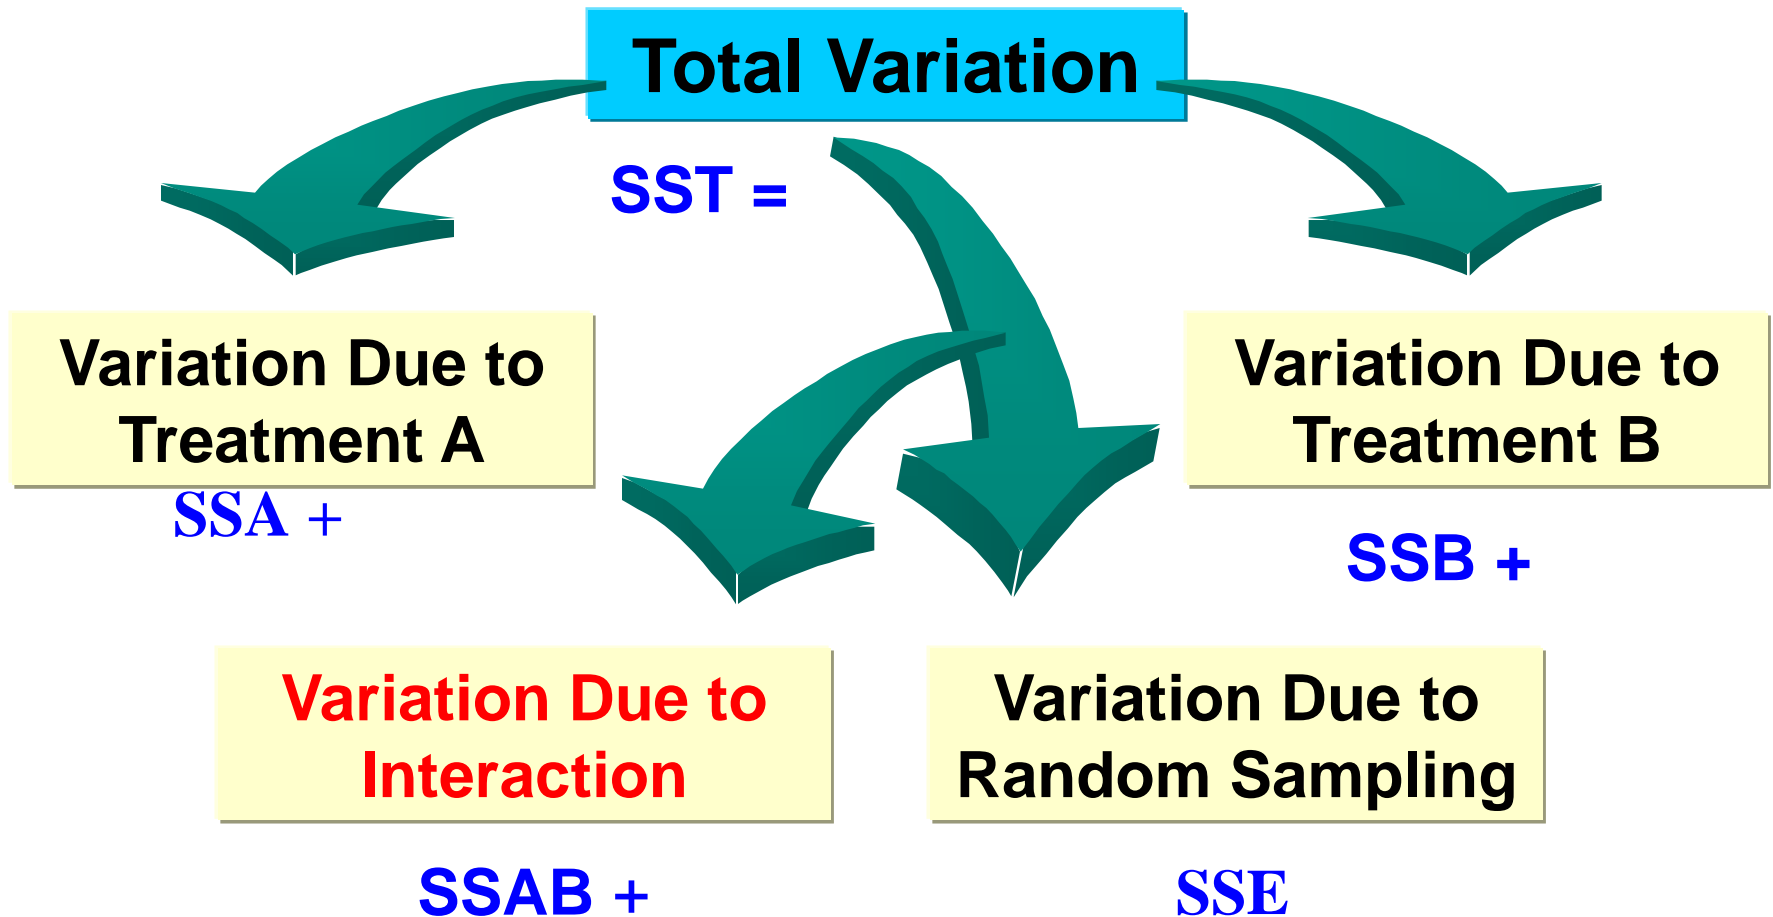 Total Variation
SST =
Variation Due to
Treatment A
SSA +
Variation Due to
Treatment B
SSB +
Variation Due to
Interaction
SSAB +
Variation Due to
Random Sampling
SSE